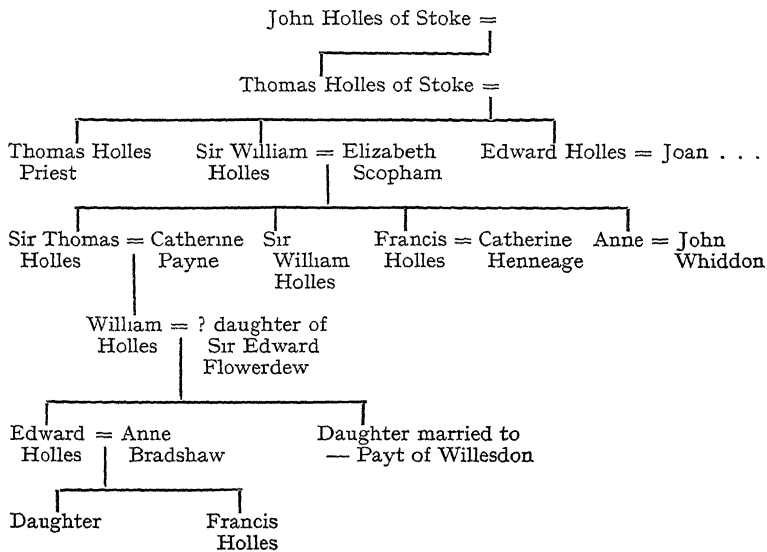 John Holles of Stoke =
Thomas Holles of Stoke =
Thomas Holles
Priest
Sir William = Elizabeth
Holles Scopham
Edward Holles = Joan . . .
Sir Thomas = Catherine
Holles Payne
Sir
William
Holles
Francis = Catherine
Holles Henneage
Anne = John
Whiddon
William = ? daughter of
Holles Sir Edward
Flowerdew
Edward = Anne
Holles Bradshaw
Daughter married to
— Payt of Willesdon
Daughter
Francis
Holles